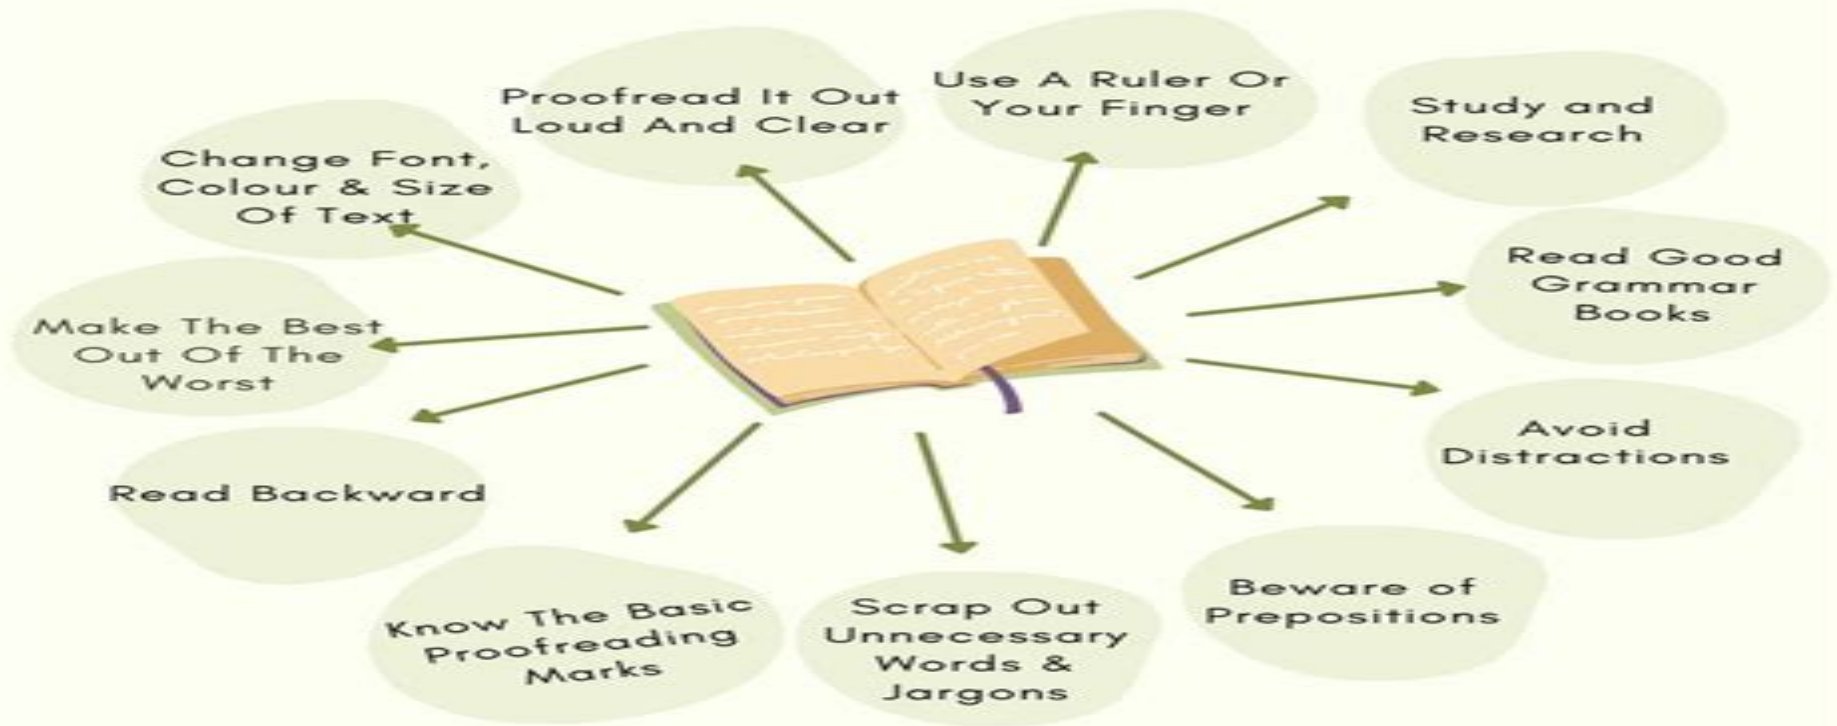 Proofread It Out
Loud And Clear
Use A Ruler Or
Your Finger
Study and
Research
Read Good
Grammar
Books
Avoid
Distractions
Beware of
Prepositions
Scrap Out
Unnecessary
Words &
Jargons
Know The Basic
Proofreading
Marks
Read Backward
Make The Best
Out Of The
Worst
Change Font,
Colour & Size
Of Text